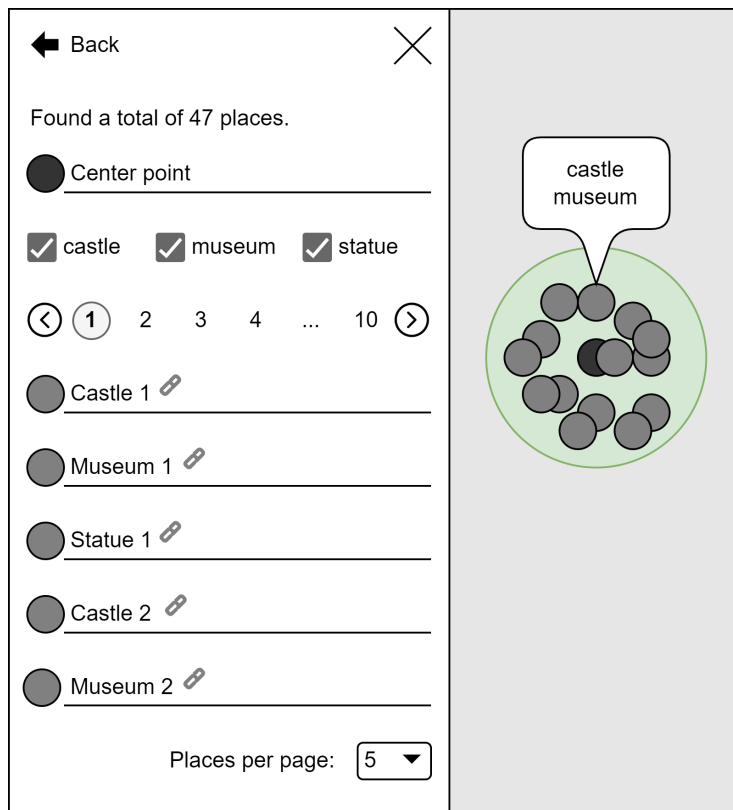 Back
Found a total of 47 places.
Center point
castle museum statue
1 2 3 4 ... 10
Castle 1
Museum 1
Statue 1
Castle 2
Museum 2
Places per page: 5
castle
museum